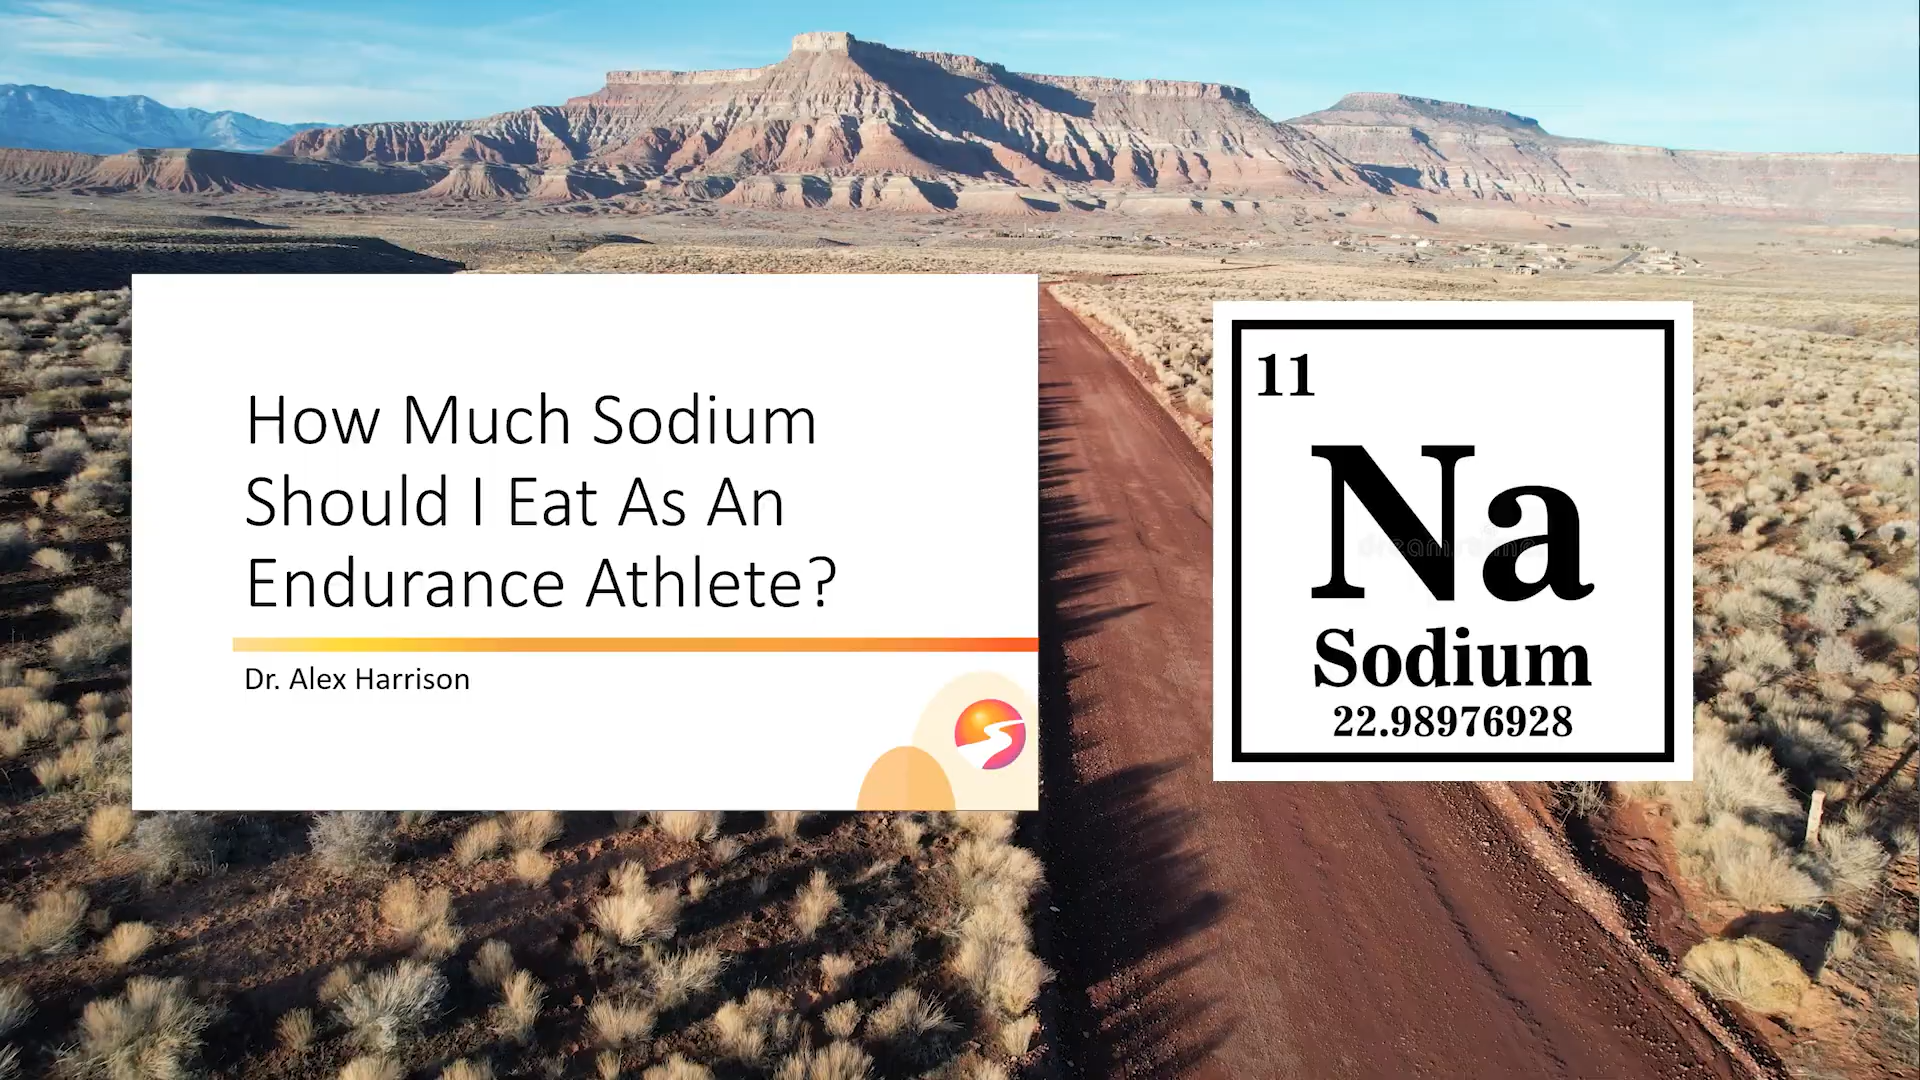 How Much Sodium
Should I Eat As An
Endurance Athlete?
Dr. Alex Harrison
11
Na
Sodium
22.98976928